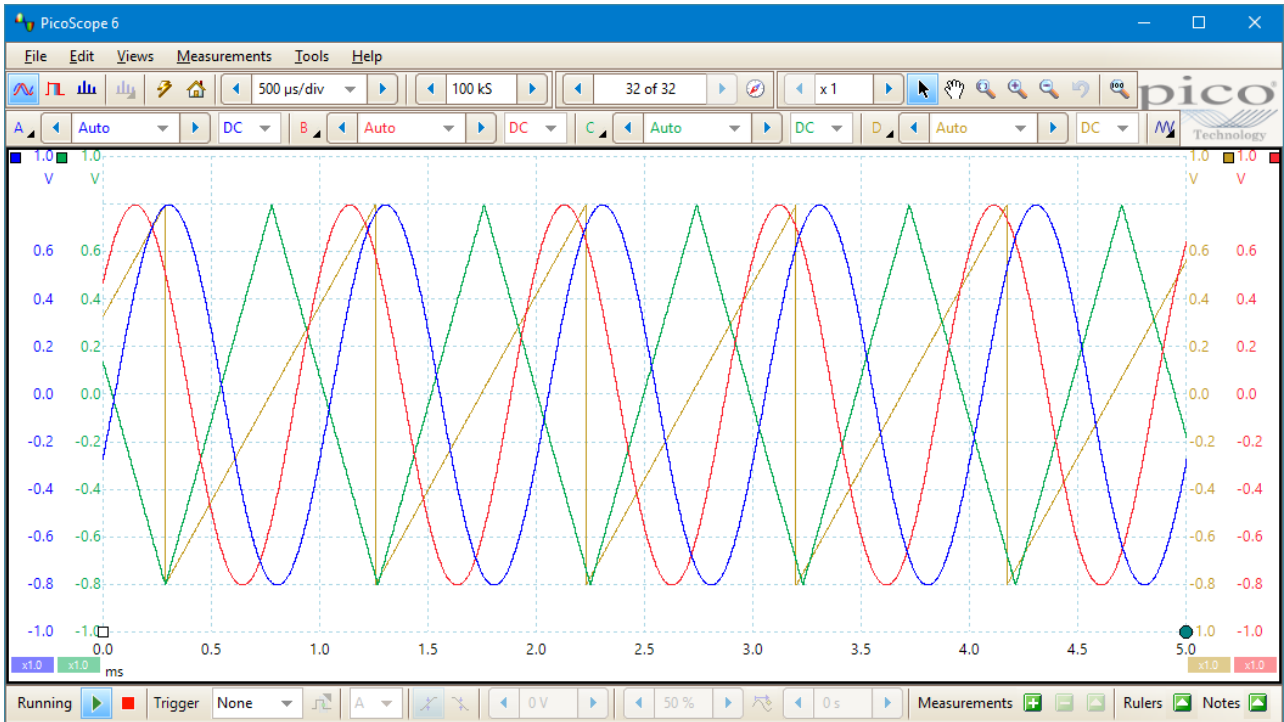 PicoScope 6
File Edit Views Measurements Tools Help
500 µs/div 100 kS 32 of 32 x 1 100
pico
Technology
A Auto DC B Auto DC C Auto DC D Auto DC
1.0 1.0 1.0 1.0
V V V V
0.6 0.6 0.6 0.6
0.4 0.4 0.4 0.4
0.2 0.2 0.2 0.2
0.0 0.0 0.0 0.0
-0.2 -0.2 -0.2 -0.2
-0.4 -0.4 -0.4 -0.4
-0.6 -0.6 -0.6 -0.6
-0.8 -0.8 -0.8 -0.8
-1.0 -1.0 1.0 -1.0
0.0 0.5 1.0 1.5 2.0 2.5 3.0 3.5 4.0 4.5 5.0
x1.0 x1.0 ms x1.0 x1.0
Running Trigger None A 0 V 50 % 0 s Measurements Rulers Notes